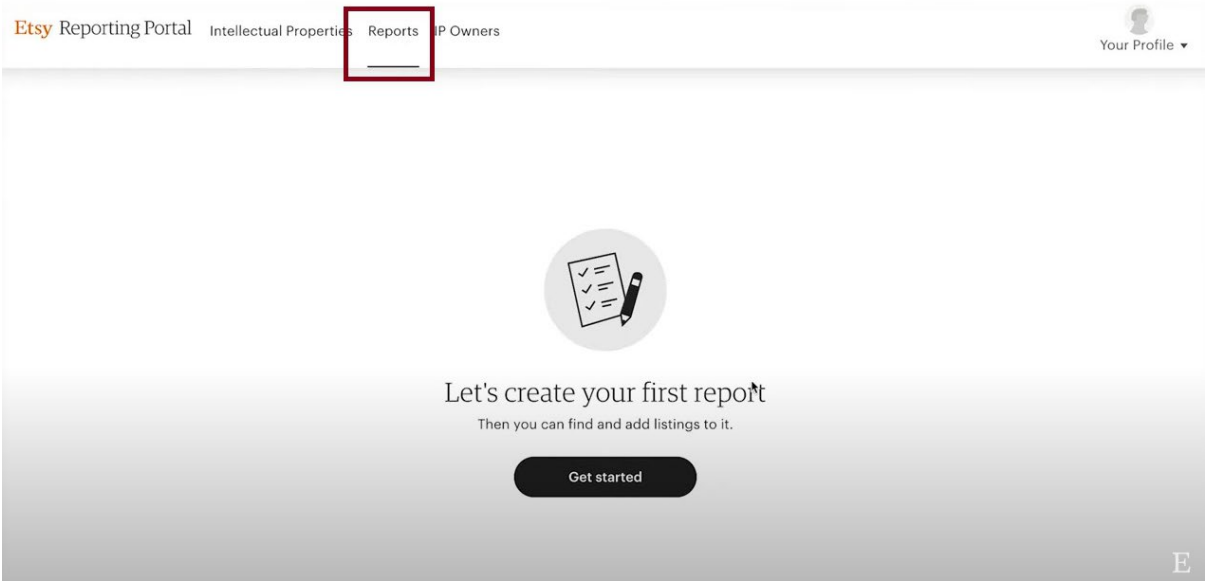 Etsy Reporting Portal Intellectual Properties Reports IP Owners
Your Profile
Let's create your first report
Then you can find and add listings to it.
Get started
E